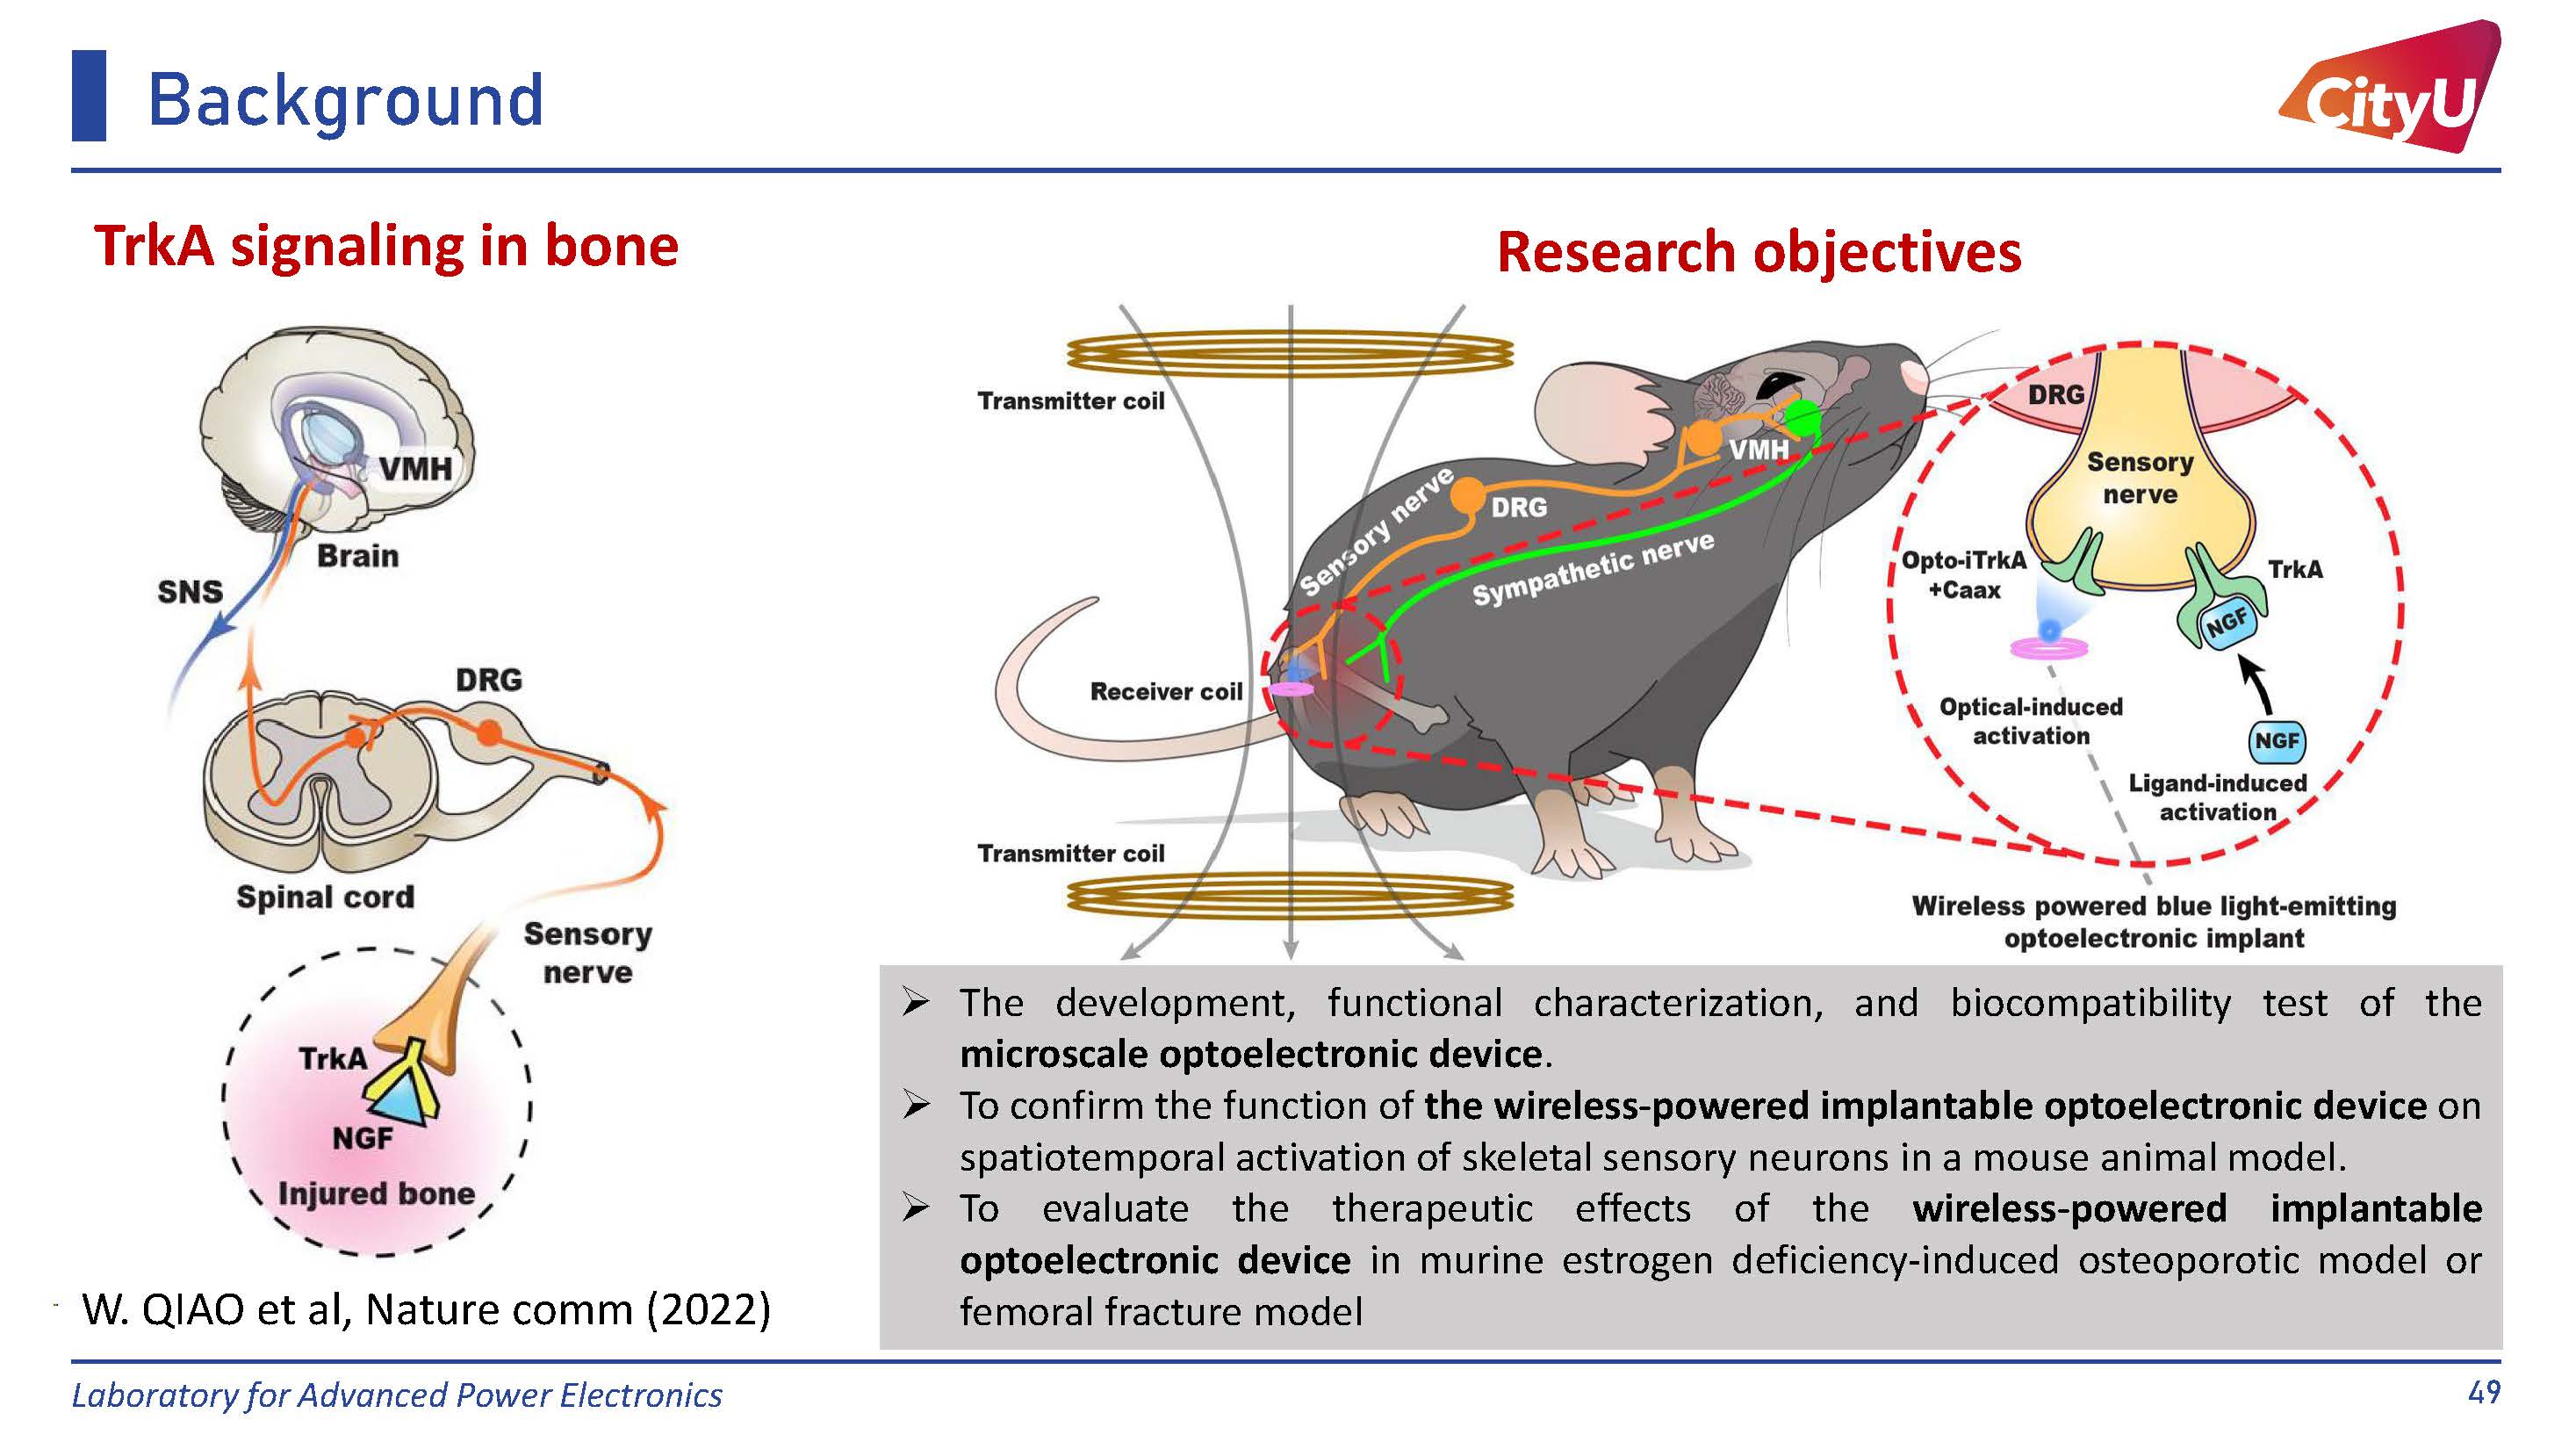 Background
CityU
TrkA signaling in bone
VMH
Brain
SNS
DRG
Spinal cord
Sensory
nerve
TrkA
NGF
Injured bone
W. QIAO et al, Nature comm (2022)
Research objectives
Transmitter coil
VMH
DRG
Sensory nerve
Sympathetic nerve
Receiver coil
Transmitter coil
DRG
Sensory
nerve
Opto-iTrkA
+Caax
TrkA
NGF
Optical-induced
activation
NGF
Ligand-induced
activation
Wireless powered blue light-emitting
optoelectronic implant
➢ The development, functional characterization, and biocompatibility test of the
microscale optoelectronic device.
➢ To confirm the function of the wireless-powered implantable optoelectronic device on
spatiotemporal activation of skeletal sensory neurons in a mouse animal model.
➢ To evaluate the therapeutic effects of the wireless-powered implantable
optoelectronic device in murine estrogen deficiency-induced osteoporotic model or
femoral fracture model
Laboratory for Advanced Power Electronics
49